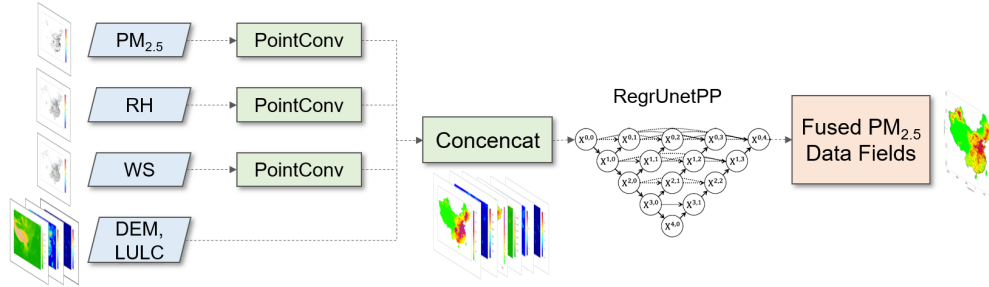 PM2.5
PointConv
RH
PointConv
WS
PointConv
DEM,
LULC
Concencat
RegrUnetPP
X0,0
X0,1
X0,2
X0,3
X0,4
X1,0
X1,1
X1,2
X1,3
X2,0
X2,1
X2,2
X3,0
X3,1
X4,0
Fused PM2.5
Data Fields